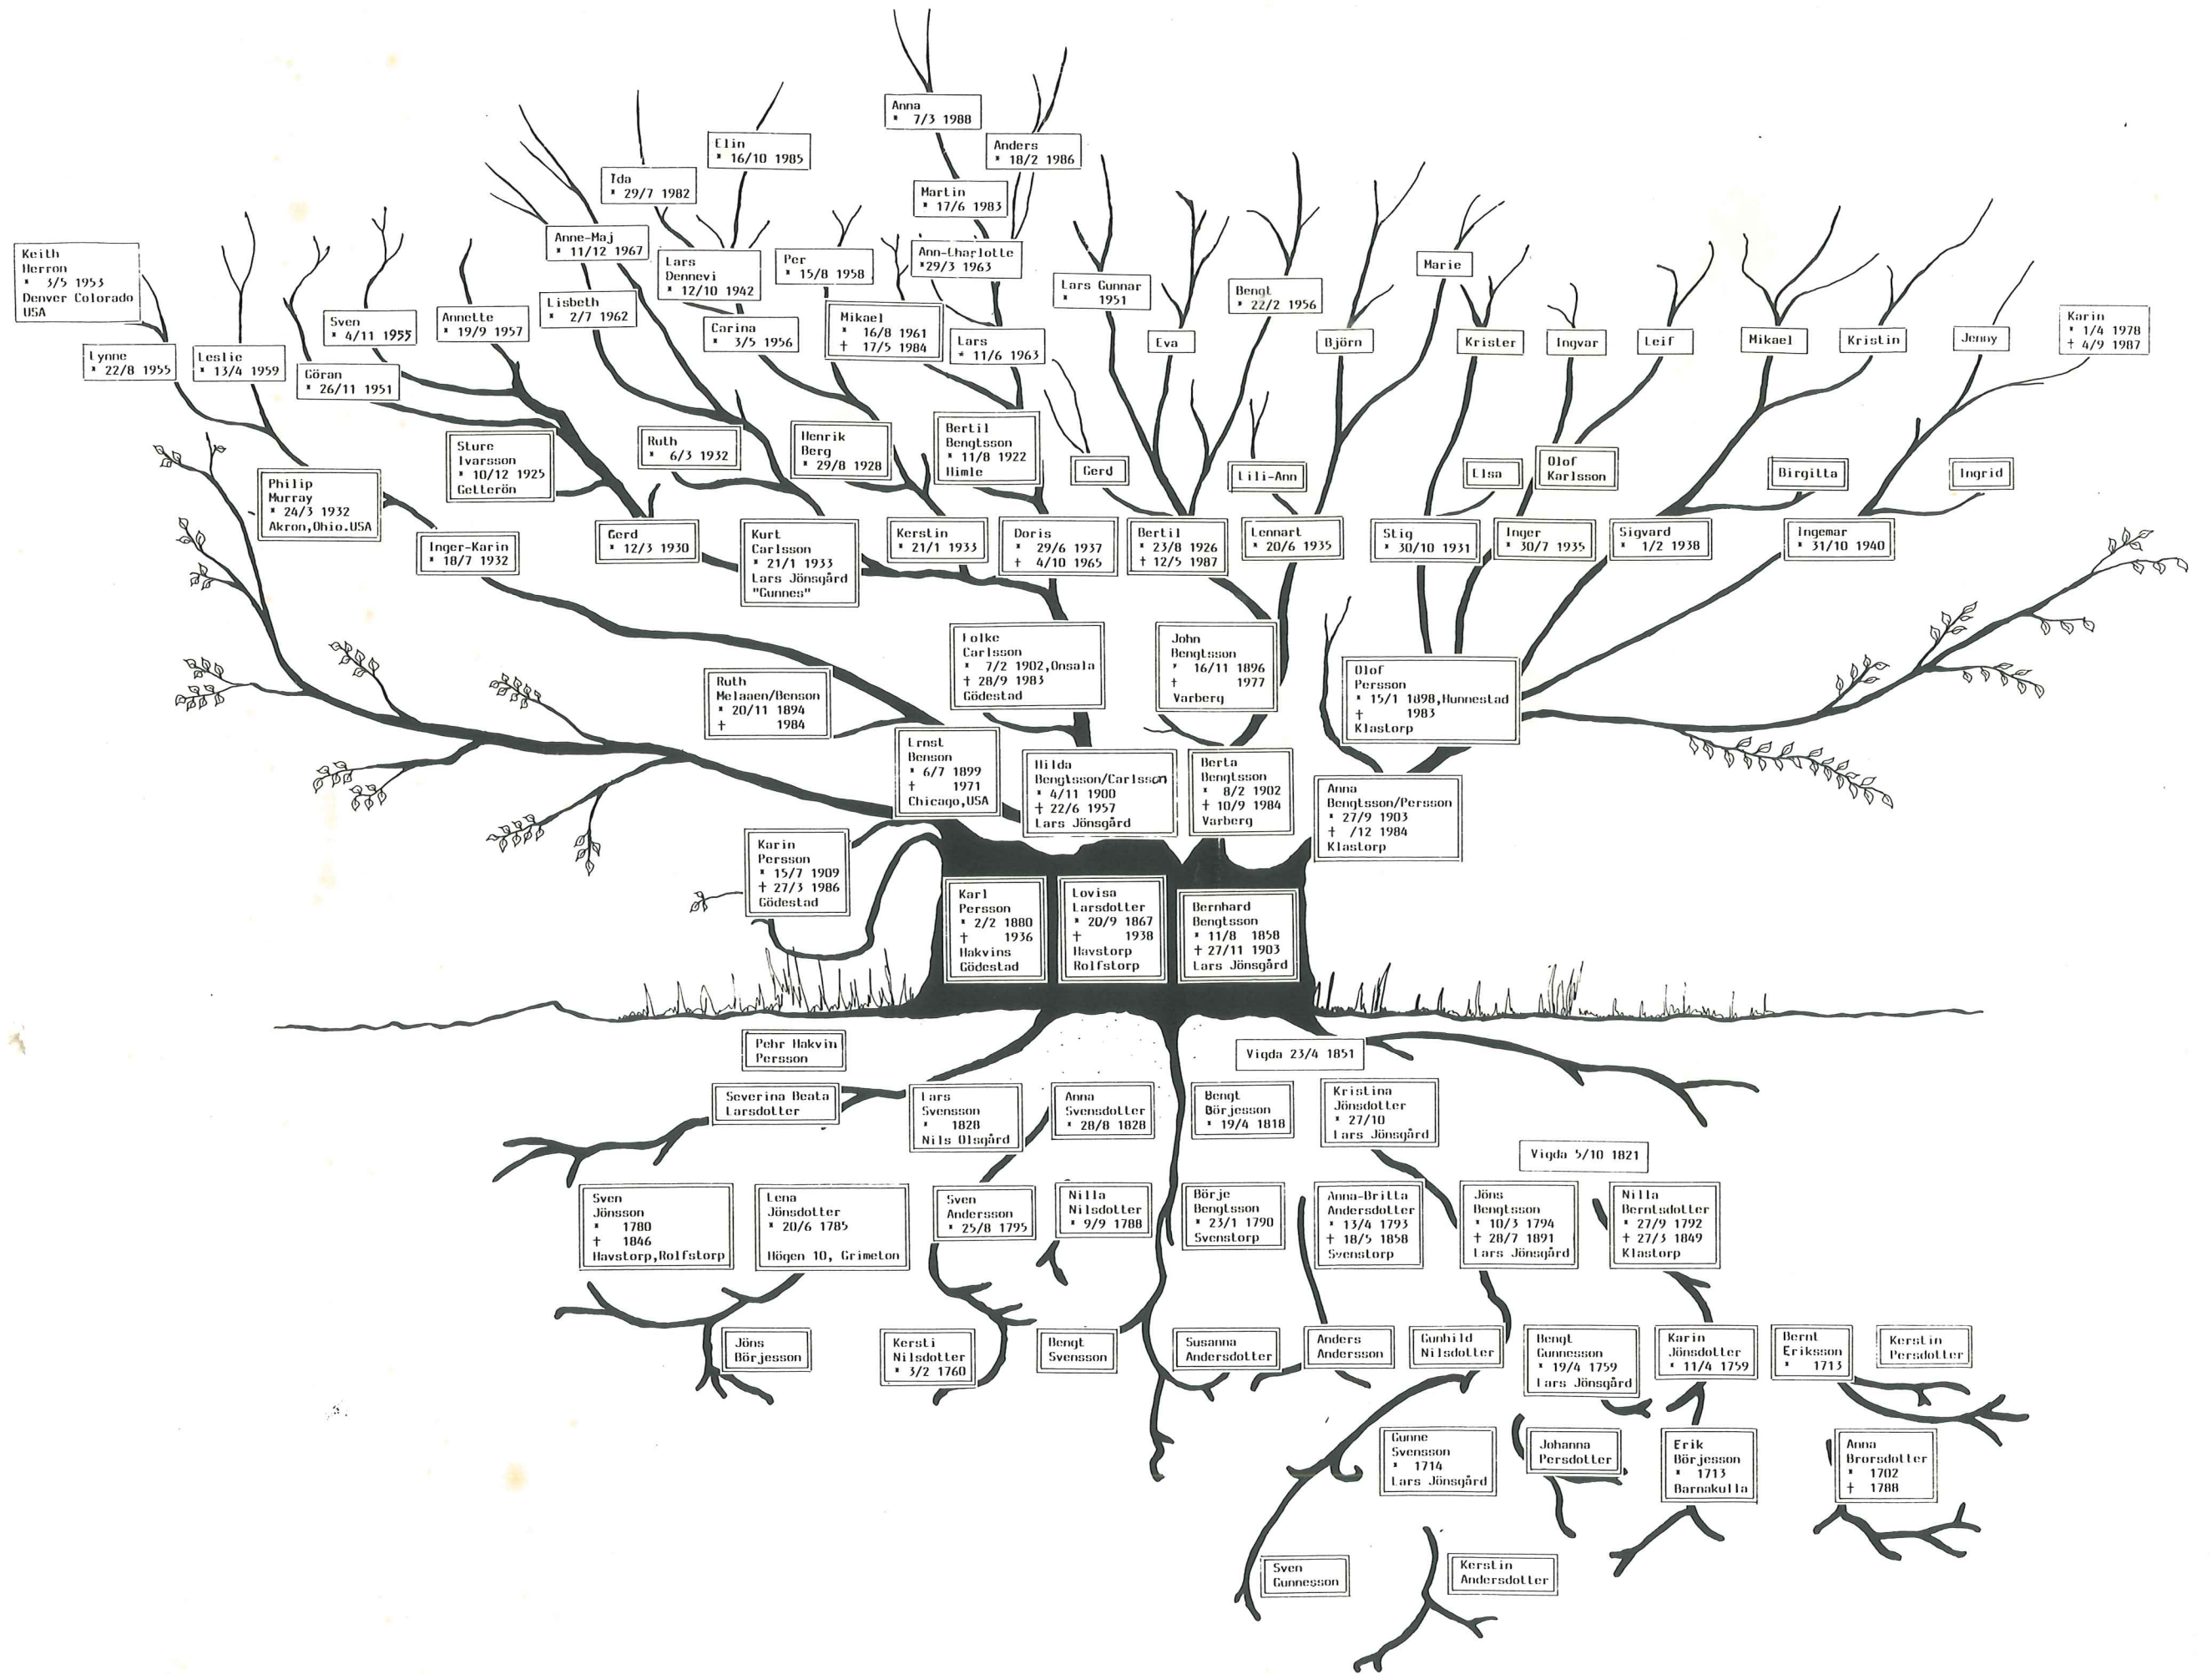 Anna
* 7/3 1988
Elin
* 16/10 1985
Anders
* 18/2 1986
Ida
* 29/7 1982
Martin
* 17/6 1983
Anne-Maj
* 11/12 1967
Lars
Dennevi
* 12/10 1942
Per
* 15/8 1958
Ann-Charlotte
*29/3 1963
Marie
Keith
Herron
* 3/5 1953
Denver Colorado
USA
Lars Gunnar
* 1951
Bengt
* 22/2 1956
Lisbeth
* 2/7 1962
Sven
* 4/11 1955
Annette
* 19/9 1957
Carina
* 3/5 1956
Mikael
* 16/8 1961
† 17/5 1984
Lars
* 11/6 1963
Eva
Björn
Krister
Ingvar
Leif
Mikael
Kristin
Jenny
Karin
* 1/4 1978
† 4/9 1987
Lynne
* 22/8 1955
Leslie
* 13/4 1959
Göran
* 26/11 1951
Philip
Murray
* 24/3 1932
Akron,Ohio.USA
Sture
Ivarsson
* 10/12 1925
Getterön
Ruth
* 6/3 1932
Henrik
Berg
* 29/8 1928
Bertil
Bengtsson
* 11/8 1922
Himle
Gerd
Lili-Ann
Elsa
Olof
Karlsson
Birgitta
Ingrid
Inger-Karin
* 18/7 1932
Gerd
* 12/3 1930
Kurt
Carlsson
* 21/1 1933
Lars Jönsgård
"Gunnes"
Kerstin
* 21/1 1933
Doris
* 29/6 1937
† 4/10 1965
Bertil
* 23/8 1926
† 12/5 1987
Lennart
* 20/6 1935
Stig
* 30/10 1931
Inger
* 30/7 1935
Sigvard
* 1/2 1938
Ingemar
* 31/10 1940
Ruth
Melaaen/Benson
* 20/11 1894
† 1984
Folke
Carlsson
* 7/2 1902,Onsala
† 28/9 1983
Gödestad
John
Bengtsson
* 16/11 1896
† 1977
Varberg
Olof
Persson
* 15/1 1898,Hunnestad
† 1983
Klastorp
Ernst
Benson
* 6/7 1899
† 1971
Chicago,USA
Hilda
Bengtsson/Carlsson
* 4/11 1900
† 22/6 1957
Lars Jönsgård
Berta
Bengtsson
* 8/2 1902
† 10/9 1984
Varberg
Anna
Bengtsson/Persson
* 27/9 1903
† /12 1984
Klastorp
Karin
Persson
* 15/7 1909
† 27/3 1986
Gödestad
Karl
Persson
* 2/2 1880
† 1936
Hakvins
Gödestad
Lovisa
Larsdotter
* 20/9 1867
† 1938
Havstorp
Rolfstorp
Bernhard
Bengtsson
* 11/8 1858
† 27/11 1903
Lars Jönsgård
Pehr Hakvin
Persson
Vigda 23/4 1851
Severina Beata
Larsdotter
Lars
Svensson
* 1828
Nils Olsgård
Anna
Svensdotter
* 28/8 1828
Bengt
Börjesson
* 19/4 1818
Kristina
Jönsdotter
* 27/10
Lars Jönsgård
Vigda 5/10 1821
Sven
Jönsson
* 1780
† 1846
Havstorp,Rolfstorp
Lena
Jönsdotter
* 20/6 1785
Högen 10, Grimeton
Sven
Andersson
* 25/8 1795
Nilla
Nilsdotter
* 9/9 1788
Börje
Bengtsson
* 23/1 1790
Svenstorp
Anna-Britta
Andersdotter
* 13/4 1793
† 18/5 1858
Svenstorp
Jöns
Bengtsson
* 10/3 1794
† 28/7 1891
Lars Jönsgård
Nilla
Berntsdotter
* 27/9 1792
† 27/3 1849
Klastorp
Jöns
Börjesson
Kersti
Nilsdotter
* 3/2 1760
Bengt
Svensson
Susanna
Andersdotter
Anders
Andersson
Gunhild
Nilsdotter
Bengt
Gunnesson
* 19/4 1759
Lars Jönsgård
Karin
Jönsdotter
* 11/4 1759
Bernt
Eriksson
* 1713
Kerstin
Persdotter
Gunne
Svensson
* 1714
Lars Jönsgård
Johanna
Persdotter
Erik
Börjesson
* 1713
Barnakulla
Anna
Brorsdotter
* 1702
† 1788
Sven
Gunnesson
Kerstin
Andersdotter